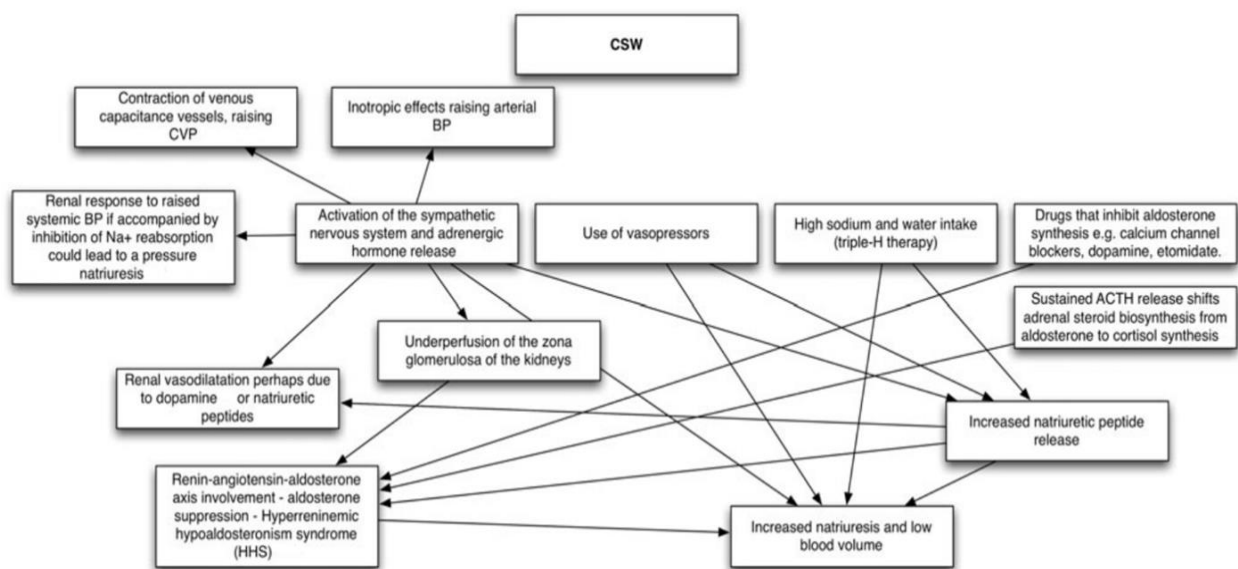 CSW
Contraction of venous
capacitance vessels, raising
CVP
Inotropic effects raising arterial
BP
Renal response to raised
systemic BP if accompanied by
inhibition of Na+ reabsorption
could lead to a pressure
natriuresis
Activation of the sympathetic
nervous system and adrenergic
hormone release
Use of vasopressors
High sodium and water intake
(triple-H therapy)
Drugs that inhibit aldosterone
synthesis e.g. calcium channel
blockers, dopamine, etomidate.
Sustained ACTH release shifts
adrenal steroid biosynthesis from
aldosterone to cortisol synthesis
Underperfusion of the zona
glomerulosa of the kidneys
Renal vasodilatation perhaps due
to dopamine or natriuretic
peptides
Increased natriuretic peptide
release
Renin-angiotensin-aldosterone
axis involvement - aldosterone
suppression - Hyperreninemic
hypoaldosteronism syndrome
(HHS)
Increased natriuresis and low
blood volume